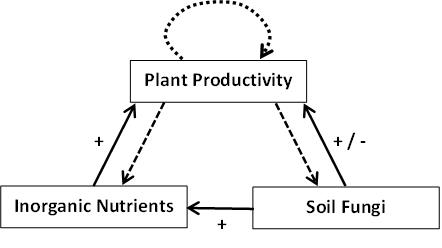 Plant Productivity
+
+ / -
Inorganic Nutrients
Soil Fungi
+